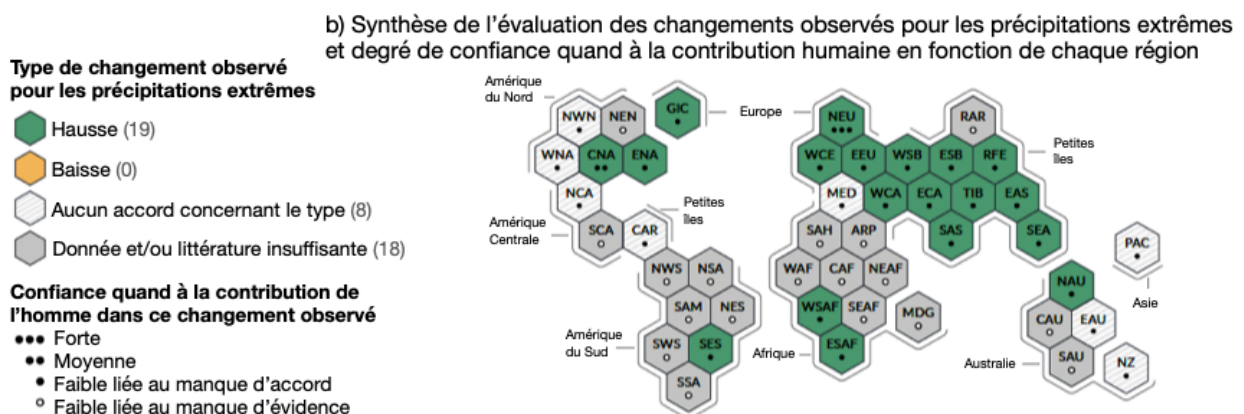 b) Synthèse de l'évaluation des changements observés pour les précipitations extrêmes
et degré de confiance quand à la contribution humaine en fonction de chaque région
Type de changement observé
pour les précipitations extrêmes
Hausse (19)
Baisse (0)
Aucun accord concernant le type (8)
Donnée et/ou littérature insuffisante (18)
Confiance quand à la contribution de
l'homme dans ce changement observé
••• Forte
•• Moyenne
• Faible liée au manque d'accord
° Faible liée au manque d'évidence
Amérique
du Nord
NWN NEN GIC
WNA CNA ENA
NCA
Amérique
Centrale
SCA CAR
Petites
îles
NWS NSA
SAM NES
Amérique
du Sud
SWS SES
SSA
Europe
NEU RAR
WCE EEU WSB ESB RFE
Petites
îles
MED WCA ECA TIB EAS
SAH ARP SAS SEA
WAF CAF NEAF
WSAF SEAF MDG
Afrique
ESAF
PAC
Asie
NAU
CAU EAU
Australie
SAU NZ